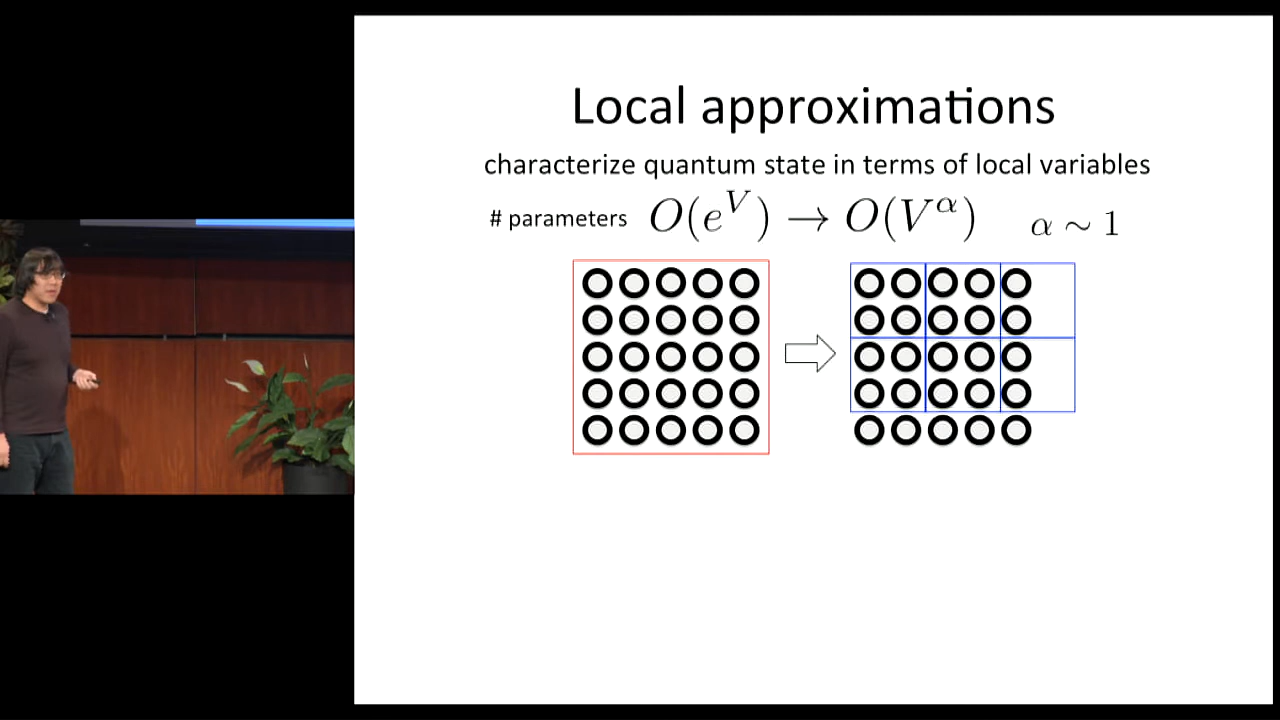 Local approximations
characterize quantum state in terms of local variables
# parameters O(e^V) → O(V^α) α ∼ 1